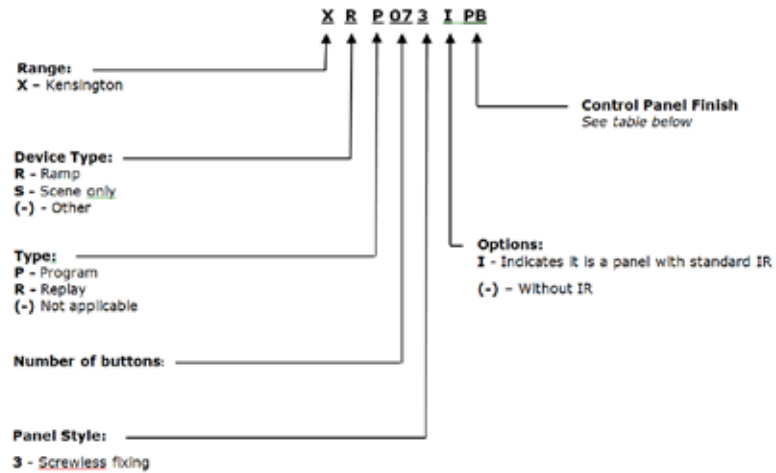 X R P 07 3 I PB
Range:
X – Kensington
Control Panel Finish
See table below
Device Type:
R - Ramp
S - Scene only
(-) - Other
Options:
I - Indicates it is a panel with standard IR
(-) – Without IR
Type:
P - Program
R - Replay
(-) Not applicable
Number of buttons:
Panel Style:
3 - Screwless fixing